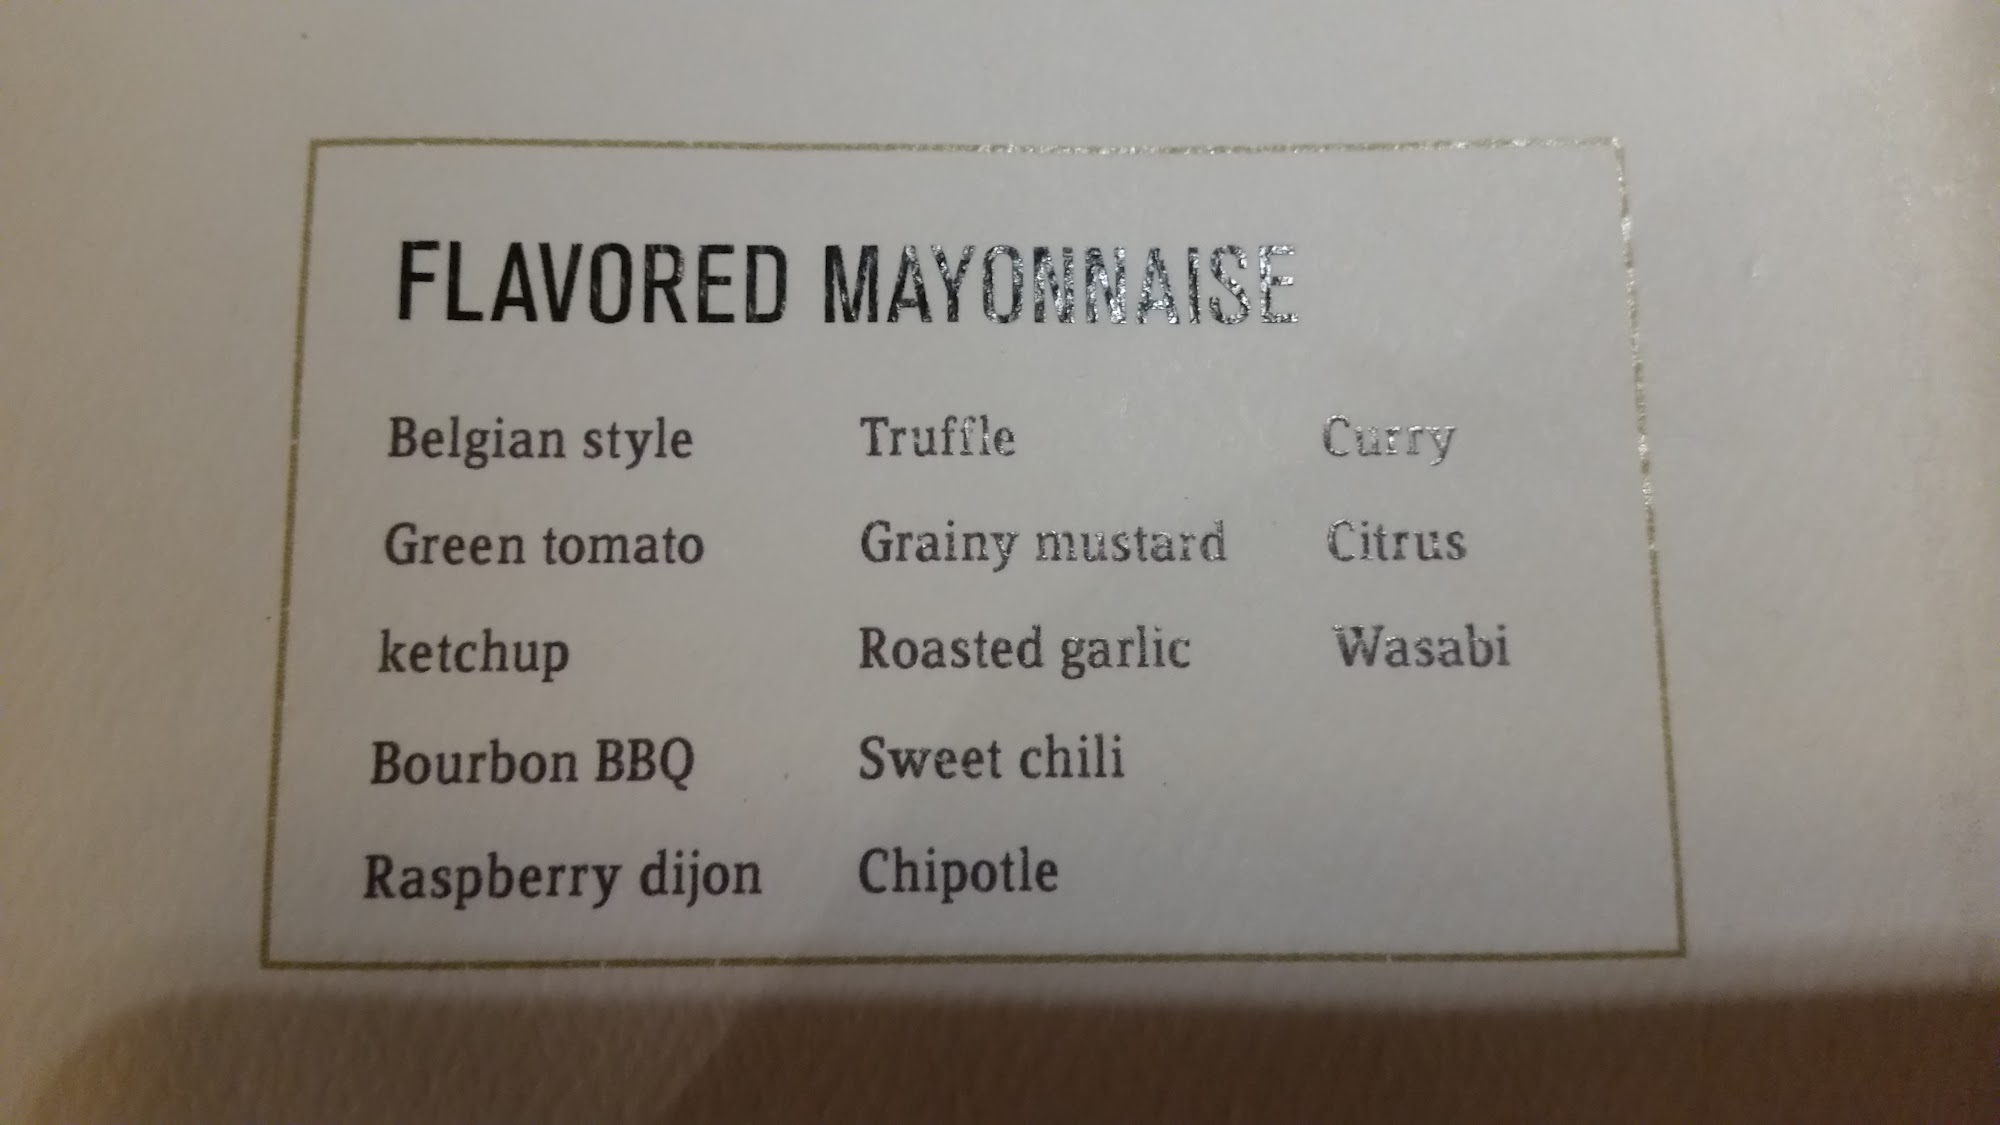 FLAVORED MAYONNAISE
Belgian style
Green tomato
ketchup
Bourbon BBQ
Raspberry dijon
Truffle
Grainy mustard
Roasted garlic
Sweet chili
Chipotle
Curry
Citrus
Wasabi